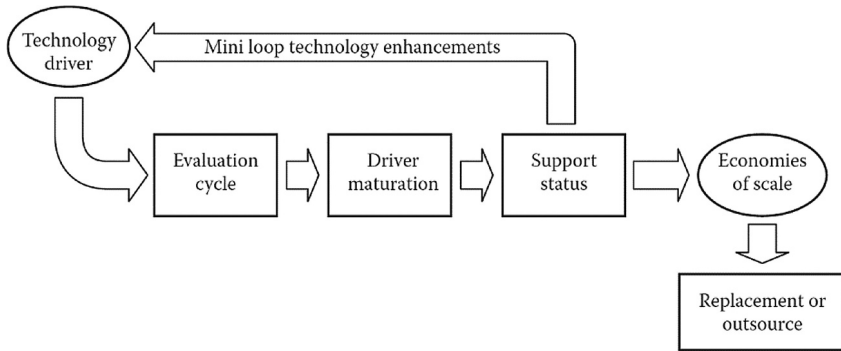 Technology
driver
Mini loop technology enhancements
Evaluation
cycle
Driver
maturation
Support
status
Economies
of scale
Replacement or
outsource